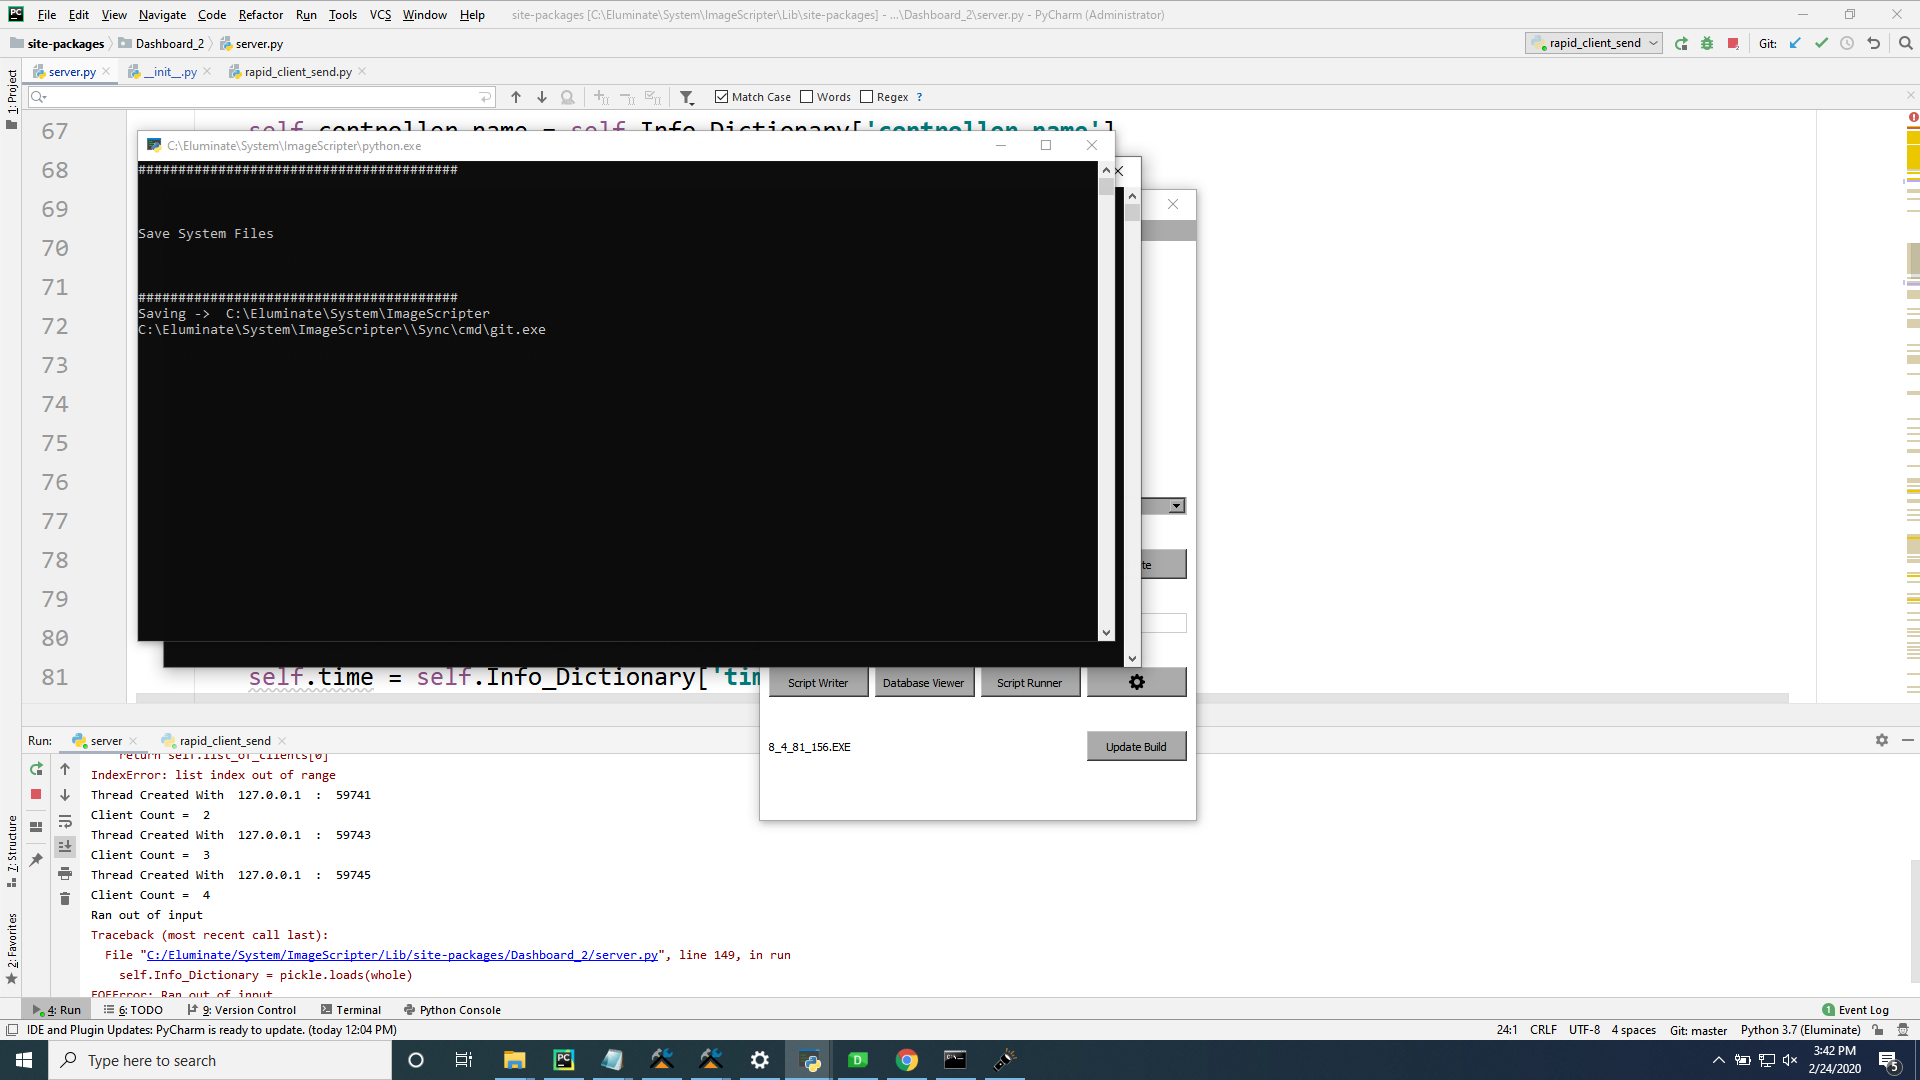 File Edit View Navigate Code Refactor Run Tools VCS Window Help
site-packages [C:\Eluminate\System\ImageScripter\Lib\site-packages] - ...\Dashboard_2\server.py - PyCharm (Administrator)
site-packages Dashboard_2 server.py
rapid_client_send
Git:
server.py __init__.py rapid_client_send.py
Match Case Words Regex ?
1: Project
67 self.controller_name = self.Info_Dictionary['controller_name']
C:\Eluminate\System\ImageScripter\python.exe
68
########################################
69
Save System Files
70
71
########################################
Saving -> C:\Eluminate\System\ImageScripter
72
C:\Eluminate\System\ImageScripter\\Sync\cmd\git.exe
73
74
75
76
77
78
te
79
80
81 self.time = self.Info_Dictionary['tim
Script Writer Database Viewer Script Runner
8_4_81_156.EXE Update Build
Run: server rapid_client_send
return self.list_of_clients[0]
IndexError: list index out of range
Thread Created With 127.0.0.1 : 59741
Client Count = 2
Thread Created With 127.0.0.1 : 59743
Client Count = 3
Thread Created With 127.0.0.1 : 59745
Client Count = 4
Ran out of input
Traceback (most recent call last):
File "C:/Eluminate/System/ImageScripter/Lib/site-packages/Dashboard_2/server.py", line 149, in run
self.Info_Dictionary = pickle.loads(whole)
EOFError: Ran out of input
7: Structure
2: Favorites
4: Run 6: TODO 9: Version Control Terminal Python Console
1 Event Log
IDE and Plugin Updates: PyCharm is ready to update. (today 12:04 PM)
24:1 CRLF UTF-8 4 spaces Git: master Python 3.7 (Eluminate)
Type here to search
3:42 PM
2/24/2020
5